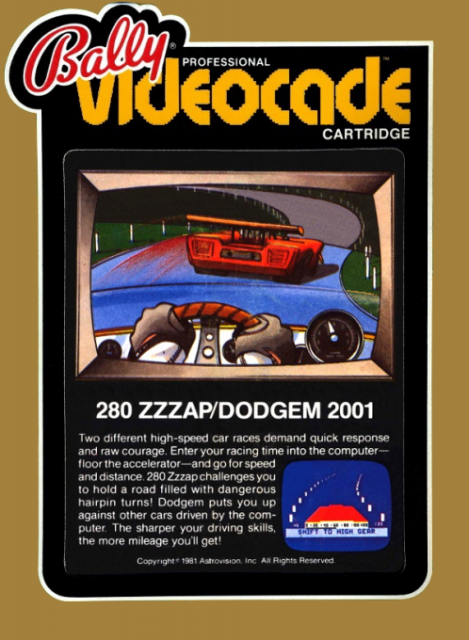 Bally®
PROFESSIONAL
Videocade™
CARTRIDGE
280 ZZZAP/DODGEM 2001
Two different high-speed car races demand quick response
and raw courage. Enter your racing time into the computer—
floor the accelerator—and go for speed
and distance. 280 Zzzap challenges you
to hold a road filled with dangerous
hairpin turns! Dodgem puts you up
against other cars driven by the com-
puter. The sharper your driving skills,
the more mileage you'll get!
SHIFT TO HIGH GEAR
Copyright © 1981 Astrovision, Inc. All Rights Reserved.